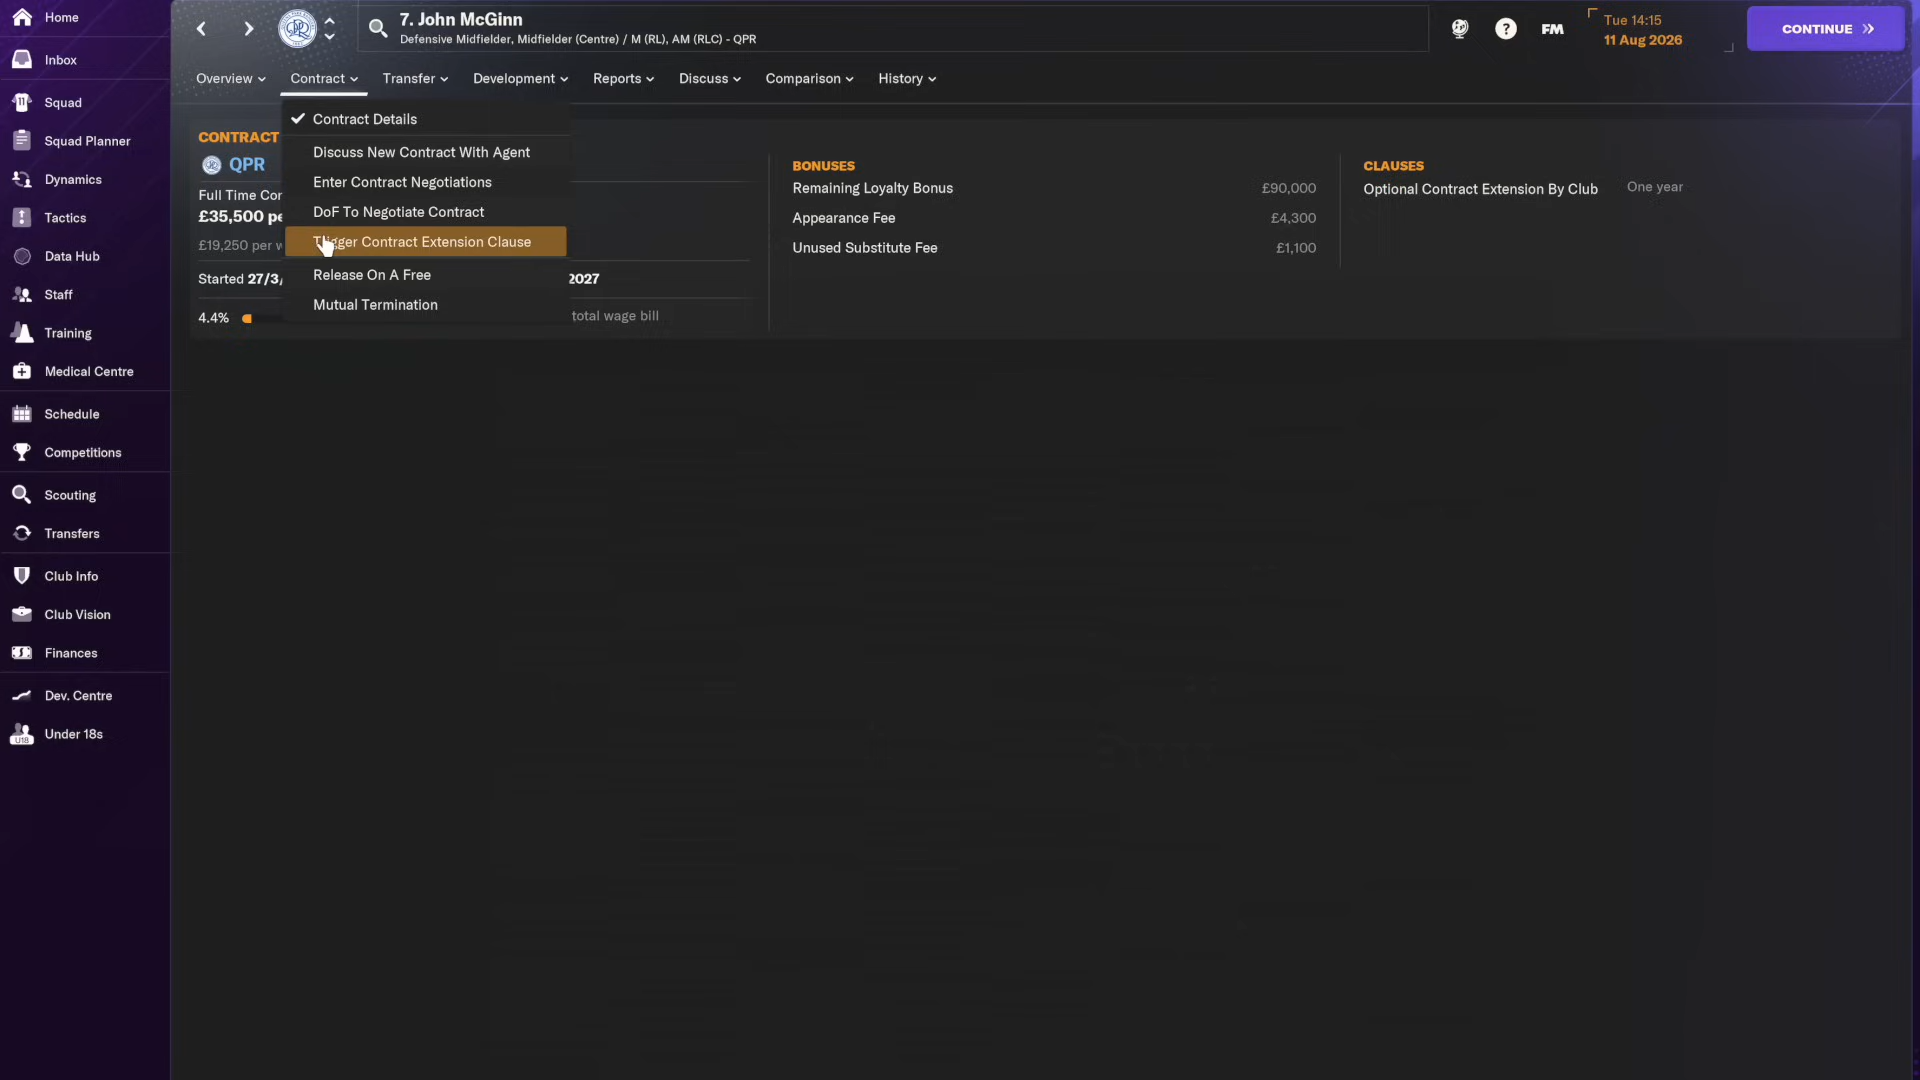 Home
Inbox
Squad
Squad Planner
Dynamics
Tactics
Data Hub
Staff
Training
Medical Centre
Schedule
Competitions
Scouting
Transfers
Club Info
Club Vision
Finances
Dev. Centre
U18
Under 18s
7. John McGinn
Defensive Midfielder, Midfielder (Centre) / M (RL), AM (RLC) - QPR
?
FM
Tue 14:15
11 Aug 2026
CONTINUE
Overview
Contract
Transfer
Development
Reports
Discuss
Comparison
History
Contract Details
Discuss New Contract With Agent
Enter Contract Negotiations
DoF To Negotiate Contract
Trigger Contract Extension Clause
Release On A Free
Mutual Termination
CONTRACT
QPR
Full Time Con
£35,500 pe
£19,250 per w
Started 27/3/
2027
4.4%
total wage bill
BONUSES
Remaining Loyalty Bonus £90,000
Appearance Fee £4,300
Unused Substitute Fee £1,100
CLAUSES
Optional Contract Extension By Club One year